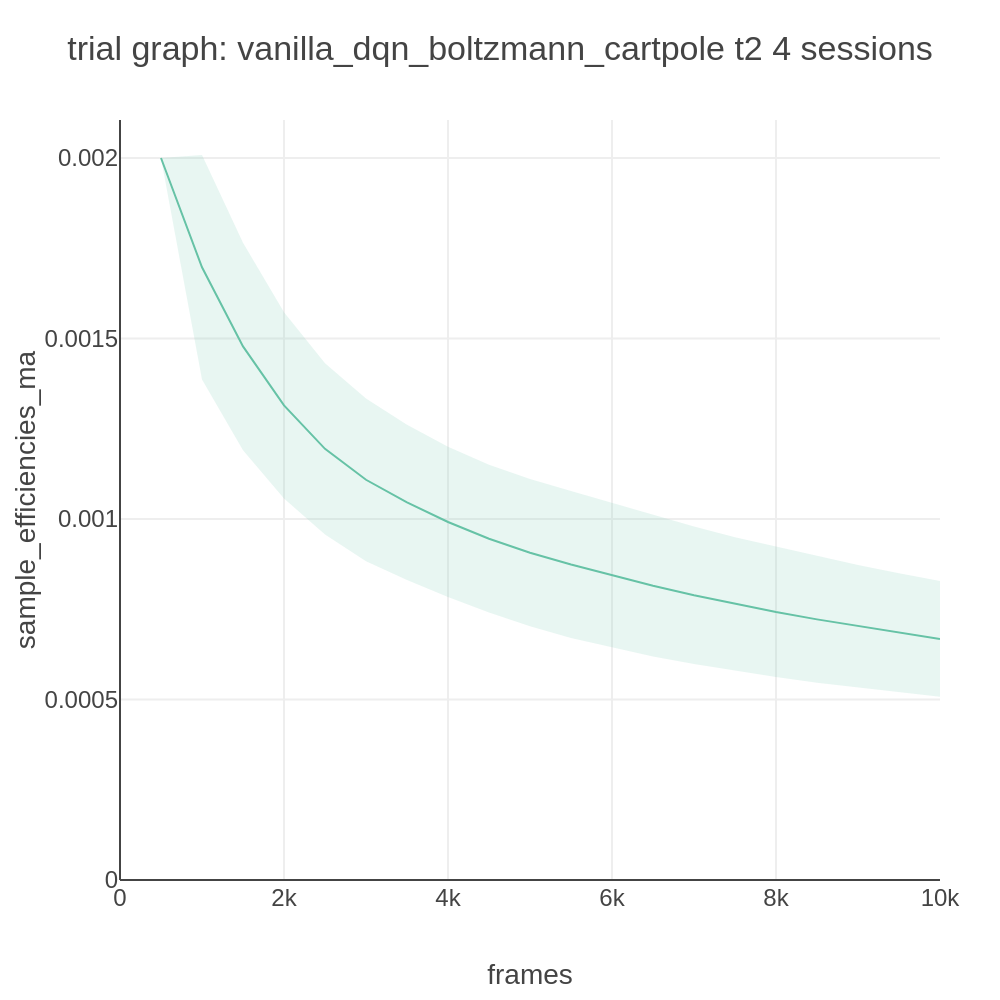 trial graph: vanilla_dqn_boltzmann_cartpole t2 4 sessions
0.002
0.0015
0.001
0.0005
0
sample_efficiencies_ma
0
2k
4k
6k
8k
10k
frames